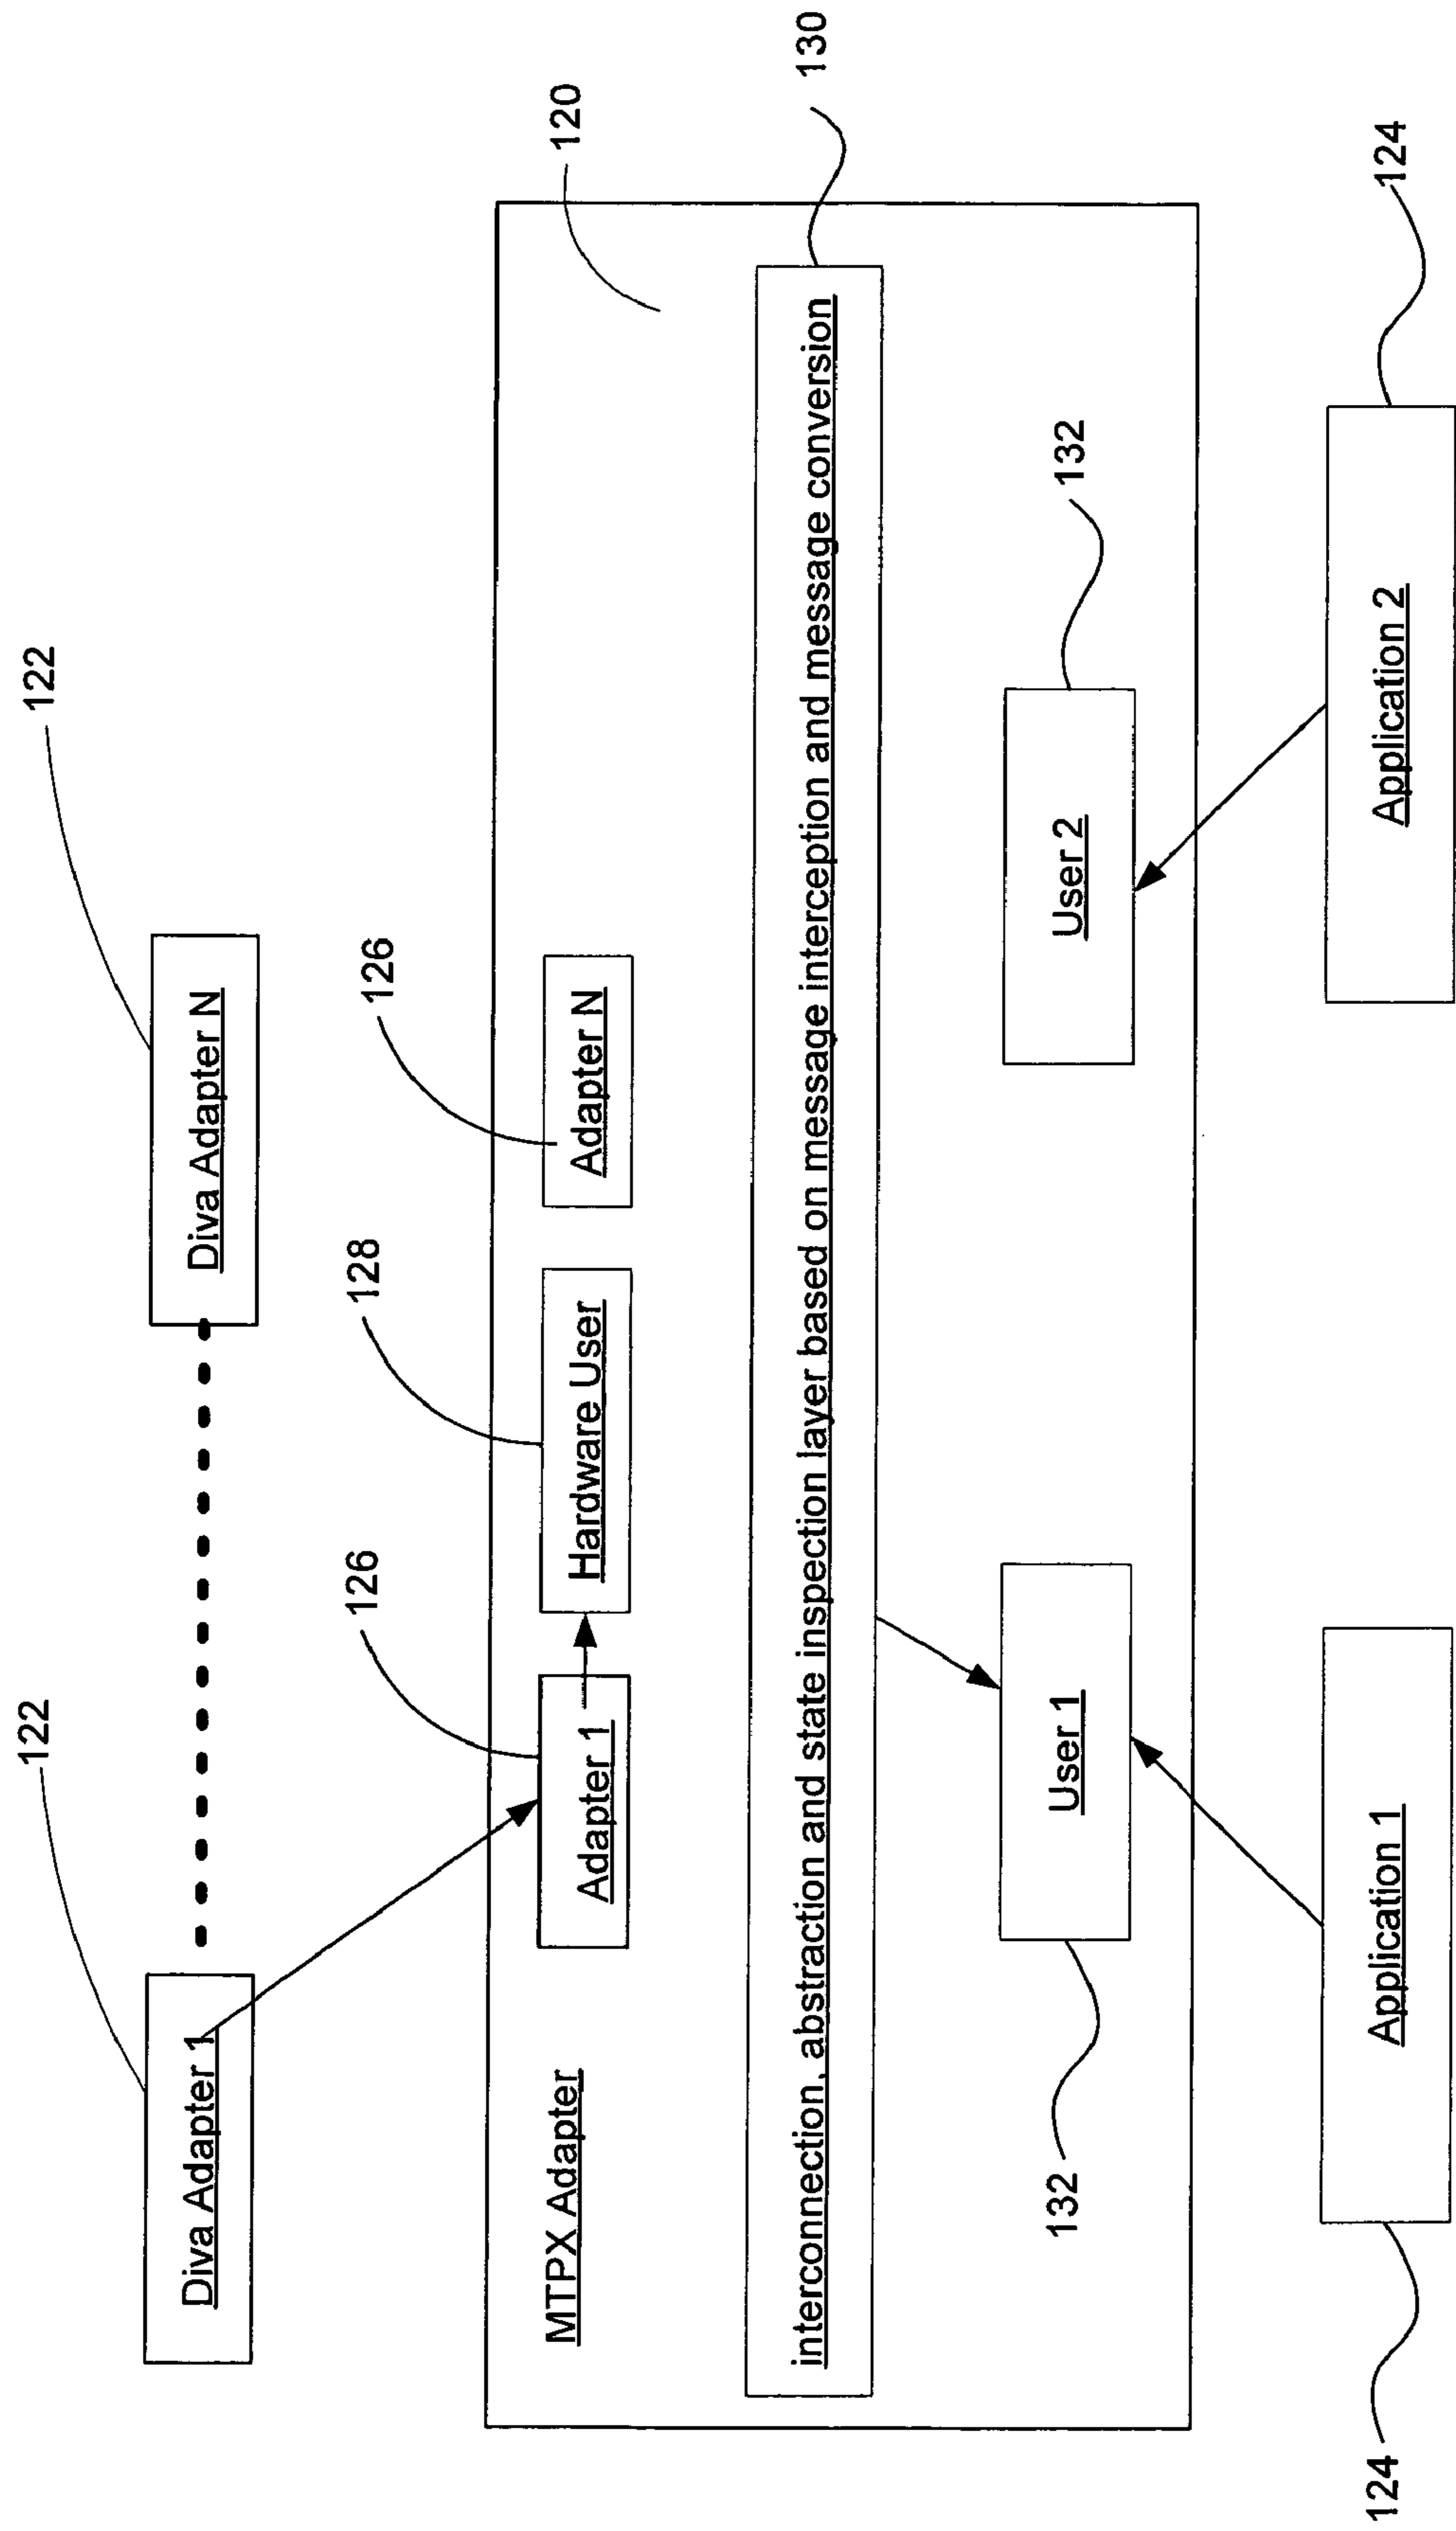 122
122
Diva Adapter 1
Diva Adapter N
126
128
126
120
130
MTPX Adapter
Adapter 1
Hardware User
Adapter N
interconnection, abstraction and state inspection layer based on message interception and message conversion
132
User 1
User 2
132
124
Application 1
Application 2
124